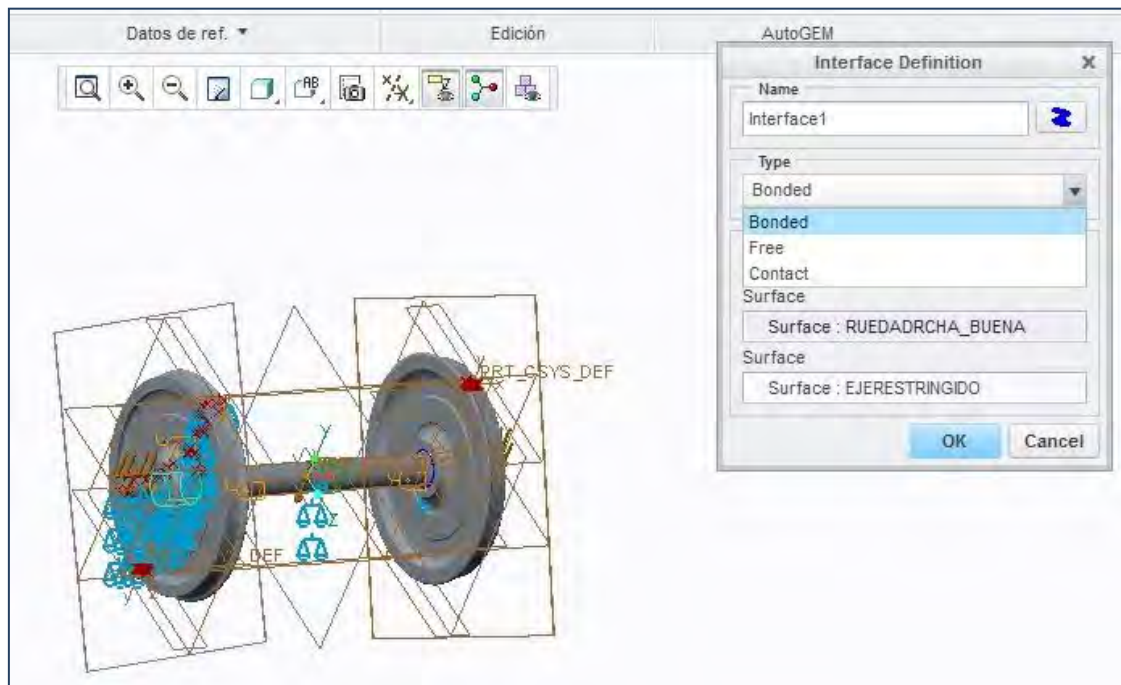 Datos de ref.
Edición
AutoGEM
Interface Definition
Name
Interface1
Type
Bonded
Bonded
Free
Contact
Surface
Surface : RUEDADRCHA_BUENA
Surface
Surface : EJERESTRINGIDO
OK
Cancel
PRT_CSYS_DEF
DEF